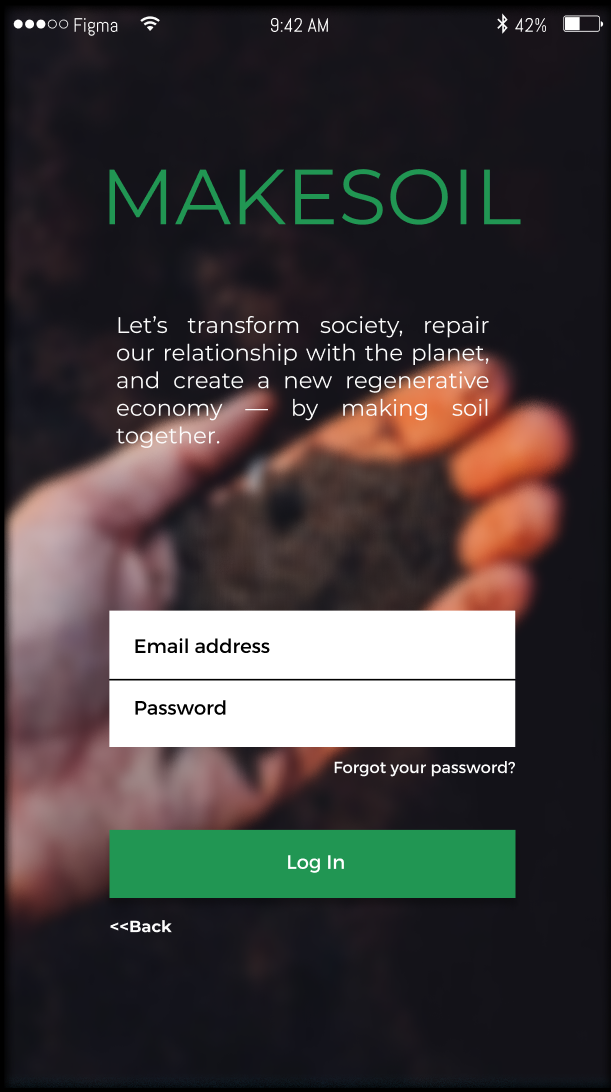 Figma 9:42 AM 42%
MAKESOIL
Let’s transform society, repair
our relationship with the planet,
and create a new regenerative
economy — by making soil
together.
Email address
Password
Forgot your password?
Log In
<<Back